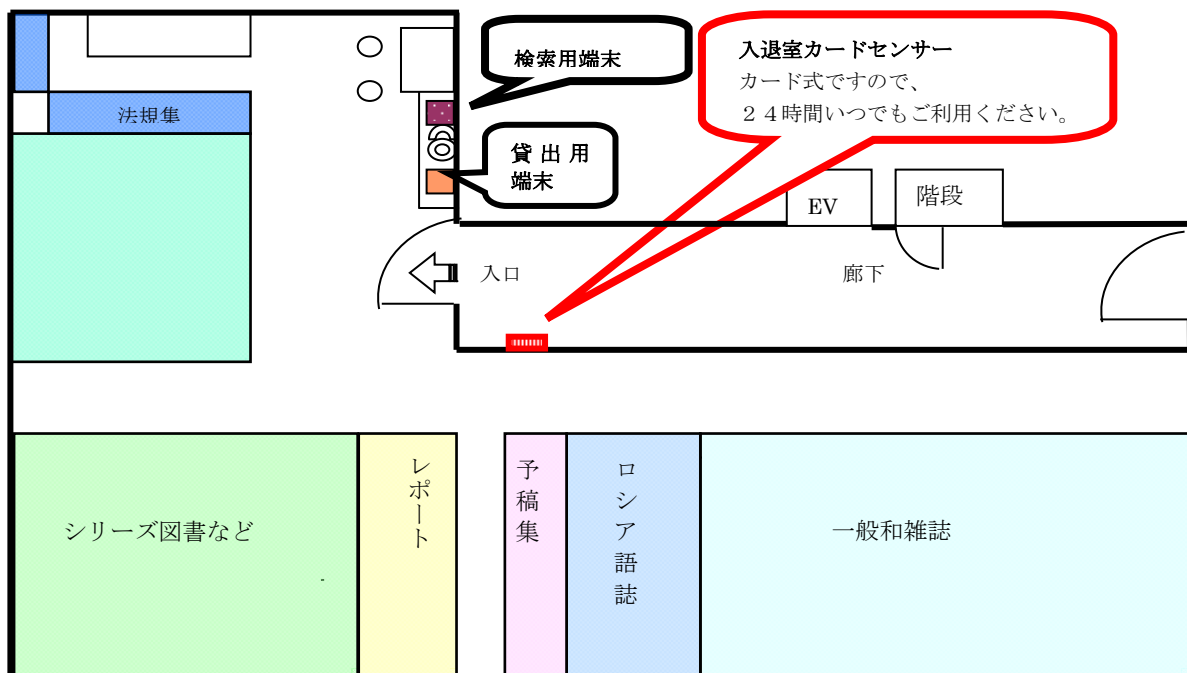 検索用端末
入退室カードセンサー
カード式ですので、
２４時間いつでもご利用ください。
法規集
貸 出 用
端末
EV
階段
入口
廊下
シリーズ図書など
レポート
予稿集
ロシア語誌
一般和雑誌